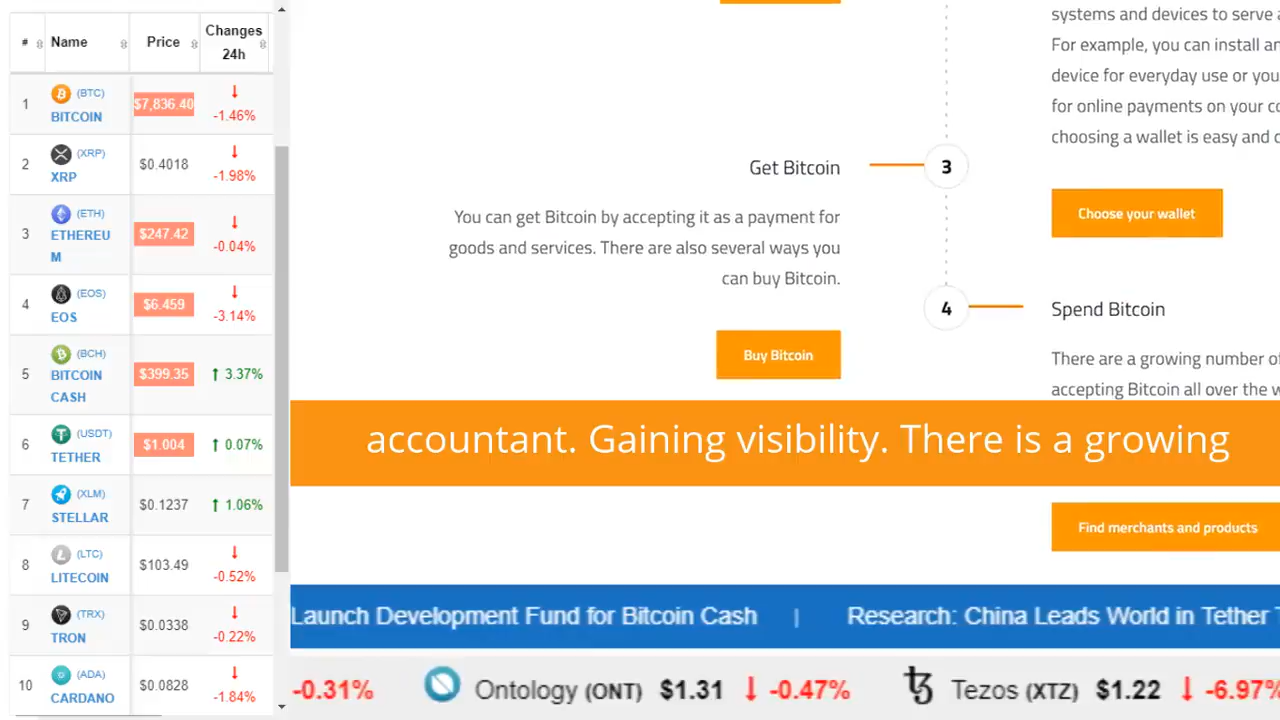 # Name Price Changes 24h
1 (BTC) BITCOIN $7,836.40 -1.46%
2 (XRP) XRP $0.4018 -1.98%
3 (ETH) ETHEREUM $247.42 -0.04%
4 (EOS) EOS $6.459 -3.14%
5 (BCH) BITCOIN CASH $399.35 3.37%
6 (USDT) TETHER $1.004 0.07%
7 (XLM) STELLAR $0.1237 1.06%
8 (LTC) LITECOIN $103.49 -0.52%
9 (TRX) TRON $0.0338 -0.22%
10 (ADA) CARDANO $0.0828 -1.84%
3
Get Bitcoin
You can get Bitcoin by accepting it as a payment for
goods and services. There are also several ways you
can buy Bitcoin.
Buy Bitcoin
systems and devices to serve a
For example, you can install an
device for everyday use or you
for online payments on your co
choosing a wallet is easy and c
Choose your wallet
4
Spend Bitcoin
There are a growing number of
accepting Bitcoin all over the w
accountant. Gaining visibility. There is a growing
Find merchants and products
Launch Development Fund for Bitcoin Cash | Research: China Leads World in Tether
-0.31% Ontology (ONT) $1.31 -0.47% Tezos (XTZ) $1.22 -6.97%